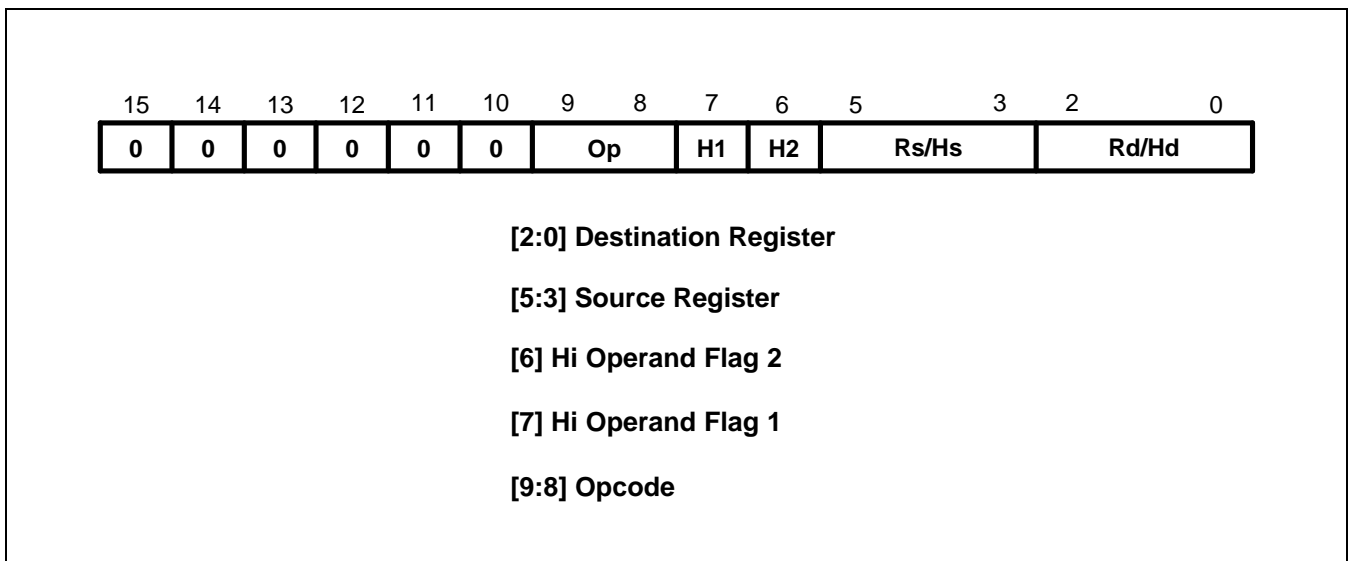 15 14 13 12 11 10 9 8 7 6 5 3 2 0
0 0 0 0 0 0 Op H1 H2 Rs/Hs Rd/Hd
[2:0] Destination Register
[5:3] Source Register
[6] Hi Operand Flag 2
[7] Hi Operand Flag 1
[9:8] Opcode